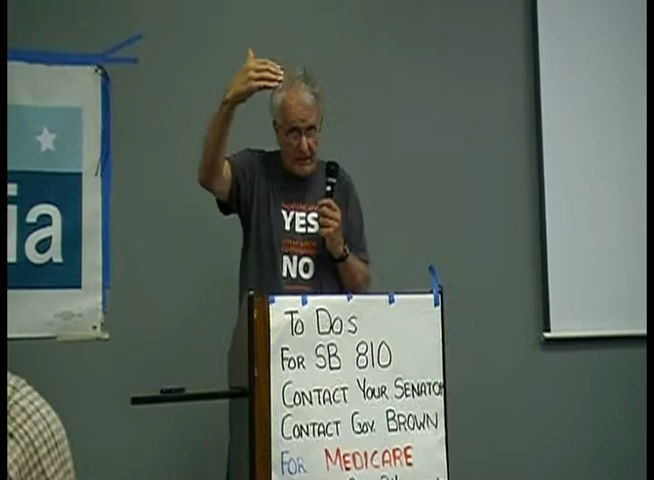 ia
YES
NO
To Dos
For SB 810
Contact Your Senator
Contact Gov. Brown
For Medicare